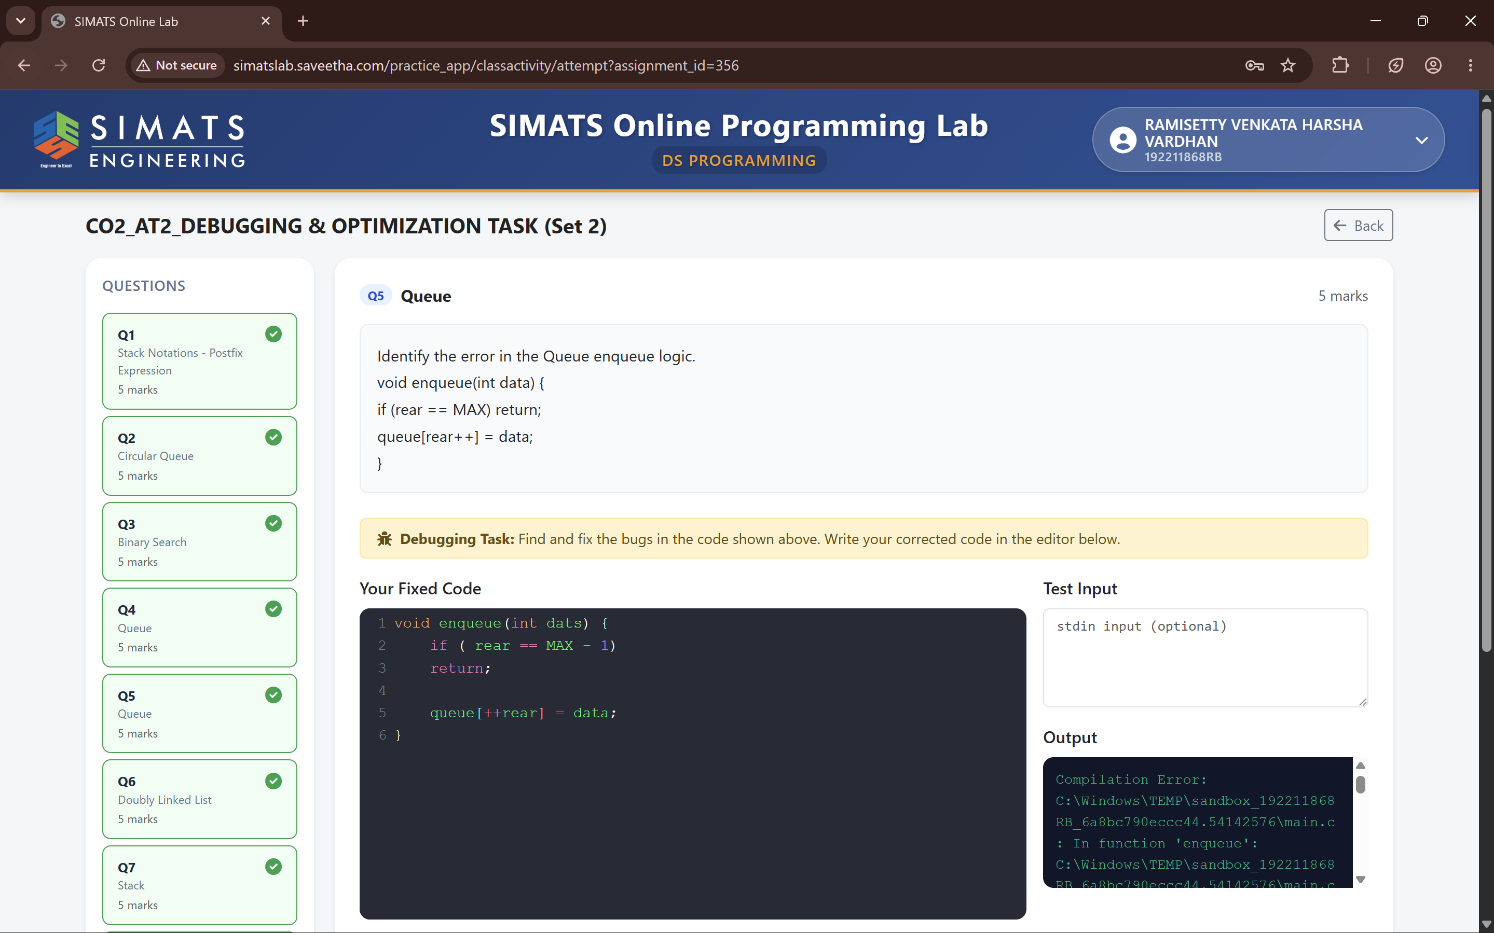 SIMATS Online Lab
Not secure
simatslab.saveetha.com/practice_app/classactivity/attempt?assignment_id=356
SIMATS
ENGINEERING
Engineer to Excel
SIMATS Online Programming Lab
DS PROGRAMMING
RAMISETTY VENKATA HARSHA
VARDHAN
192211868RB
CO2_AT2_DEBUGGING & OPTIMIZATION TASK (Set 2)
Back
QUESTIONS
Q1
Stack Notations - Postfix
Expression
5 marks
Q2
Circular Queue
5 marks
Q3
Binary Search
5 marks
Q4
Queue
5 marks
Q5
Queue
5 marks
Q6
Doubly Linked List
5 marks
Q7
Stack
5 marks
Q5 Queue
5 marks
Identify the error in the Queue enqueue logic.
void enqueue(int data) {
if (rear == MAX) return;
queue[rear++] = data;
}
Debugging Task: Find and fix the bugs in the code shown above. Write your corrected code in the editor below.
Your Fixed Code
1 void enqueue(int dats) {
2 if ( rear == MAX - 1)
3 return;
4
5 queue[++rear] = data;
6 }
Test Input
stdin input (optional)
Output
Compilation Error:
C:\Windows\TEMP\sandbox_192211868
RB_6a8bc790eccc44.54142576\main.c
: In function 'enqueue':
C:\Windows\TEMP\sandbox_192211868
RB_6a8bc790eccc44.54142576\main.c